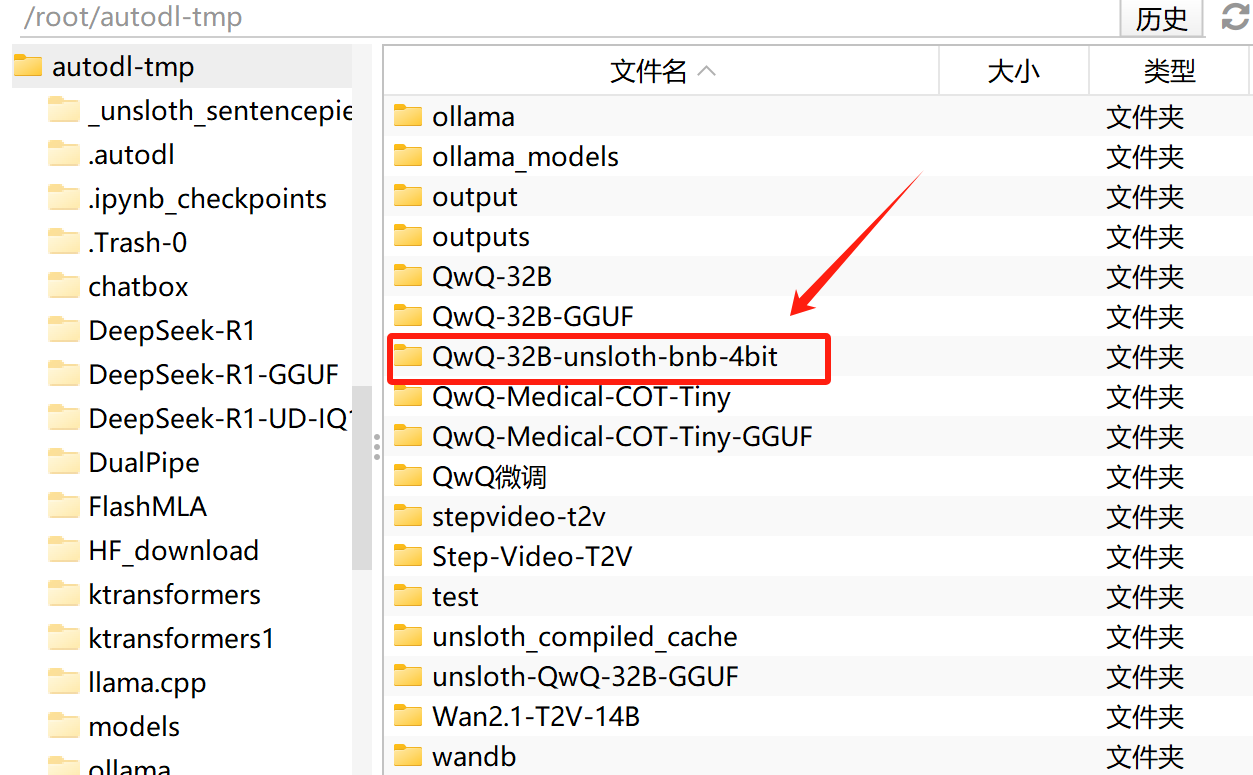 /root/autodl-tmp
历史
autodl-tmp
_unsloth_sentencepie
.autodl
.ipynb_checkpoints
.Trash-0
chatbox
DeepSeek-R1
DeepSeek-R1-GGUF
DeepSeek-R1-UD-IQ1
DualPipe
FlashMLA
HF_download
ktransformers
ktransformers1
llama.cpp
models
ollama
文件名 大小 类型
ollama 文件夹
ollama_models 文件夹
output 文件夹
outputs 文件夹
QwQ-32B 文件夹
QwQ-32B-GGUF 文件夹
QwQ-32B-unsloth-bnb-4bit 文件夹
QwQ-Medical-COT-Tiny 文件夹
QwQ-Medical-COT-Tiny-GGUF 文件夹
QwQ微调 文件夹
stepvideo-t2v 文件夹
Step-Video-T2V 文件夹
test 文件夹
unsloth_compiled_cache 文件夹
unsloth-QwQ-32B-GGUF 文件夹
Wan2.1-T2V-14B 文件夹
wandb 文件夹